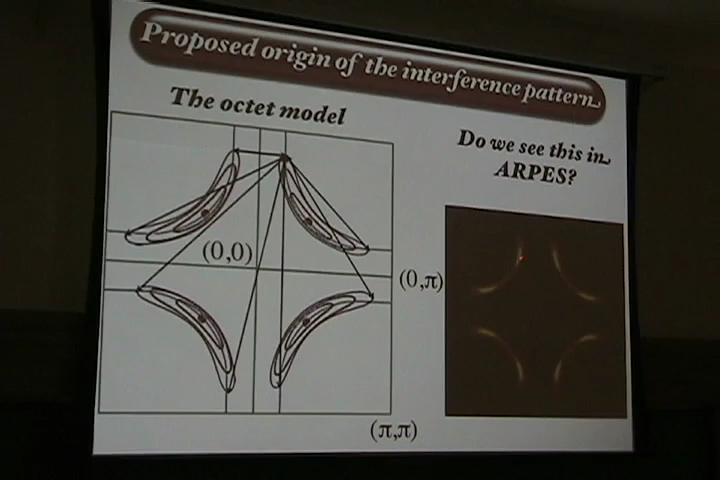 Proposed origin of the interference pattern
The octet model
Do we see this in
ARPES?
(0,0)
(0,π)
(π,π)